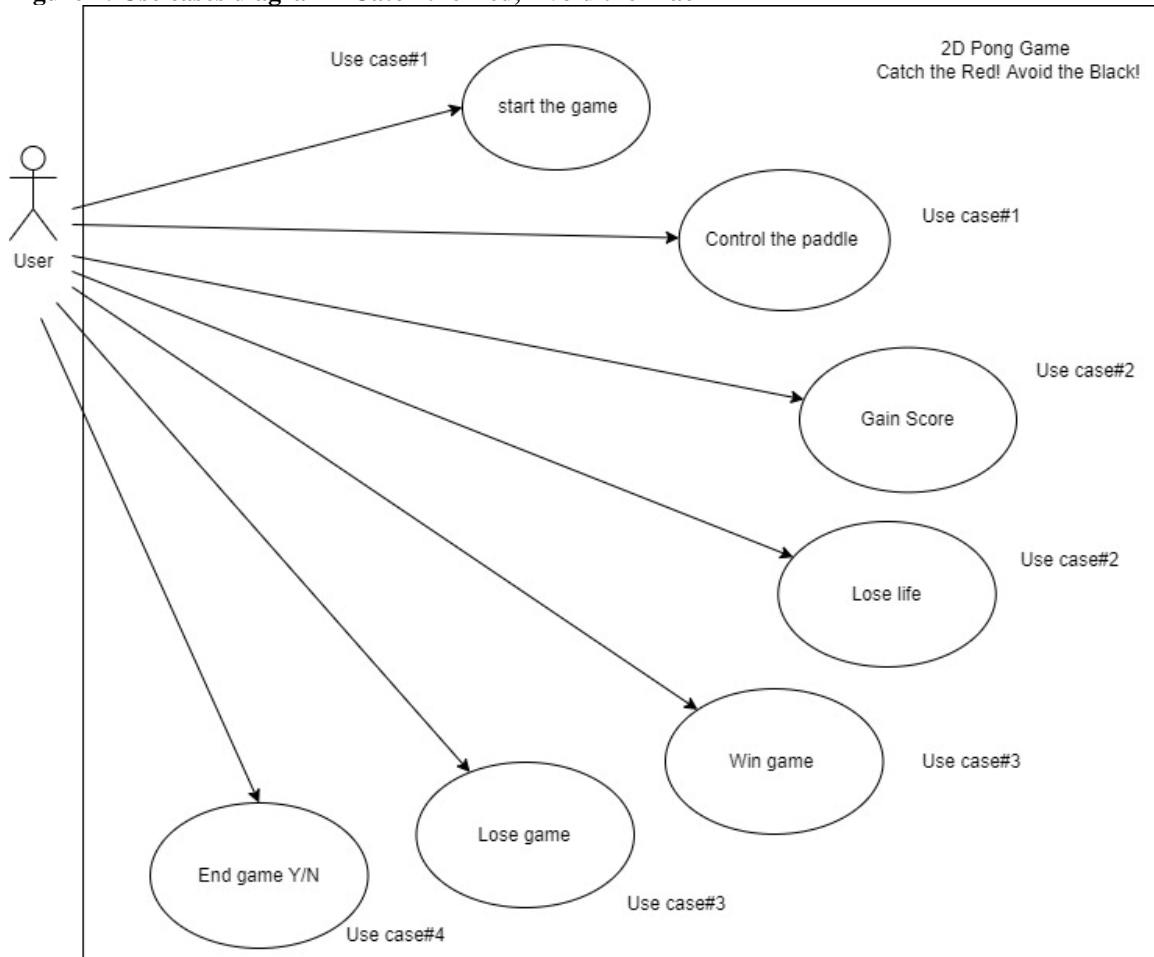 Use case#1
2D Pong Game
Catch the Red! Avoid the Black!
start the game
Use case#1
Control the paddle
User
Use case#2
Gain Score
Use case#2
Lose life
Win game
Use case#3
Lose game
End game Y/N
Use case#3
Use case#4